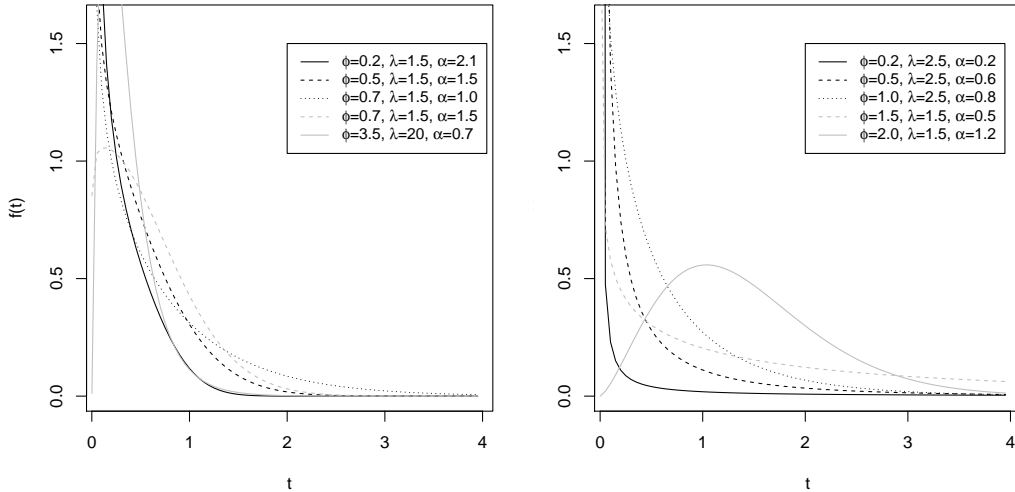 f(t)
1.5
1.0
0.5
0.0
0 1 2 3 4
t
ϕ=0.2, λ=1.5, α=2.1
ϕ=0.5, λ=1.5, α=1.5
ϕ=0.7, λ=1.5, α=1.0
ϕ=0.7, λ=1.5, α=1.5
ϕ=3.5, λ=20, α=0.7
1.5
1.0
0.5
0.0
0 1 2 3 4
t
ϕ=0.2, λ=2.5, α=0.2
ϕ=0.5, λ=2.5, α=0.6
ϕ=1.0, λ=2.5, α=0.8
ϕ=1.5, λ=1.5, α=0.5
ϕ=2.0, λ=1.5, α=1.2